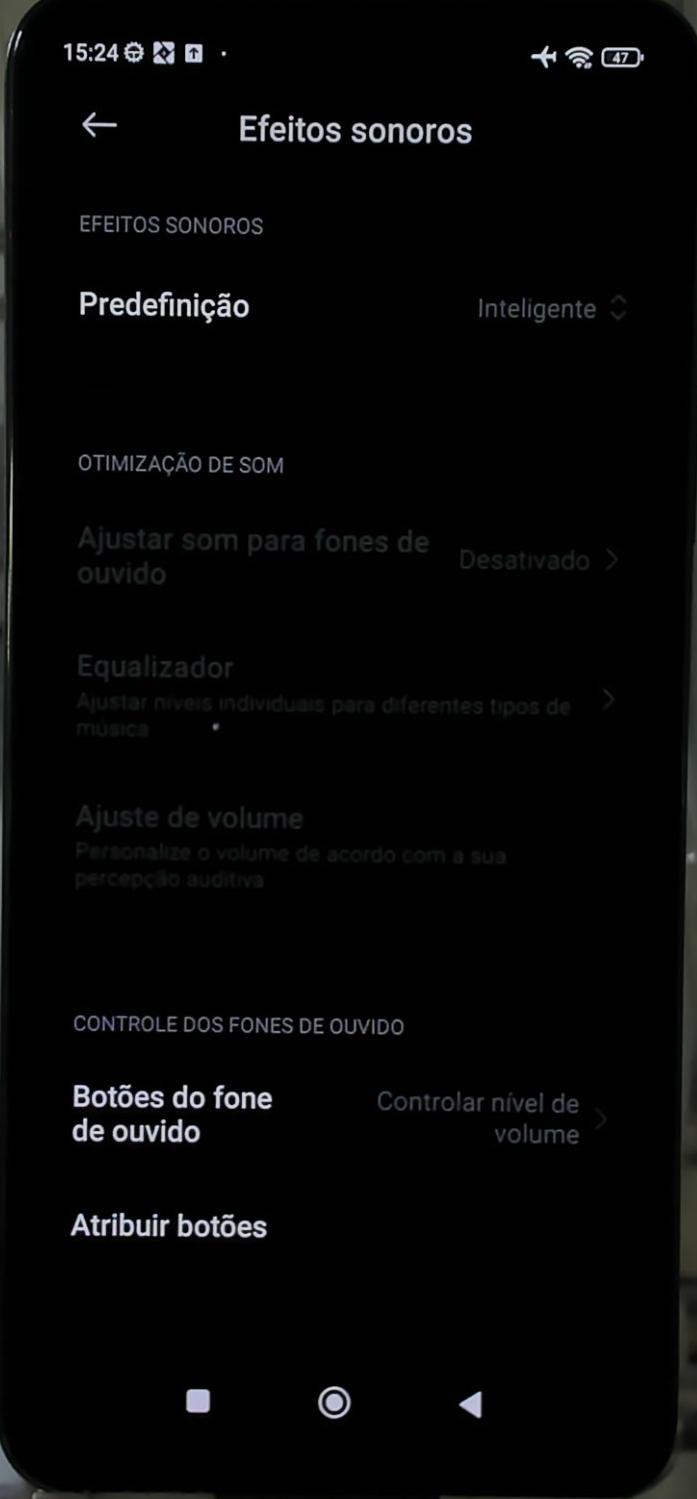 15:24
47
Efeitos sonoros
EFEITOS SONOROS
Predefinição
Inteligente
OTIMIZAÇÃO DE SOM
Ajustar som para fones de
ouvido
Desativado
Equalizador
Ajustar níveis individuais para diferentes tipos de
música
Ajuste de volume
Personalize o volume de acordo com a sua
percepção auditiva
CONTROLE DOS FONES DE OUVIDO
Botões do fone
de ouvido
Controlar nível de
volume
Atribuir botões